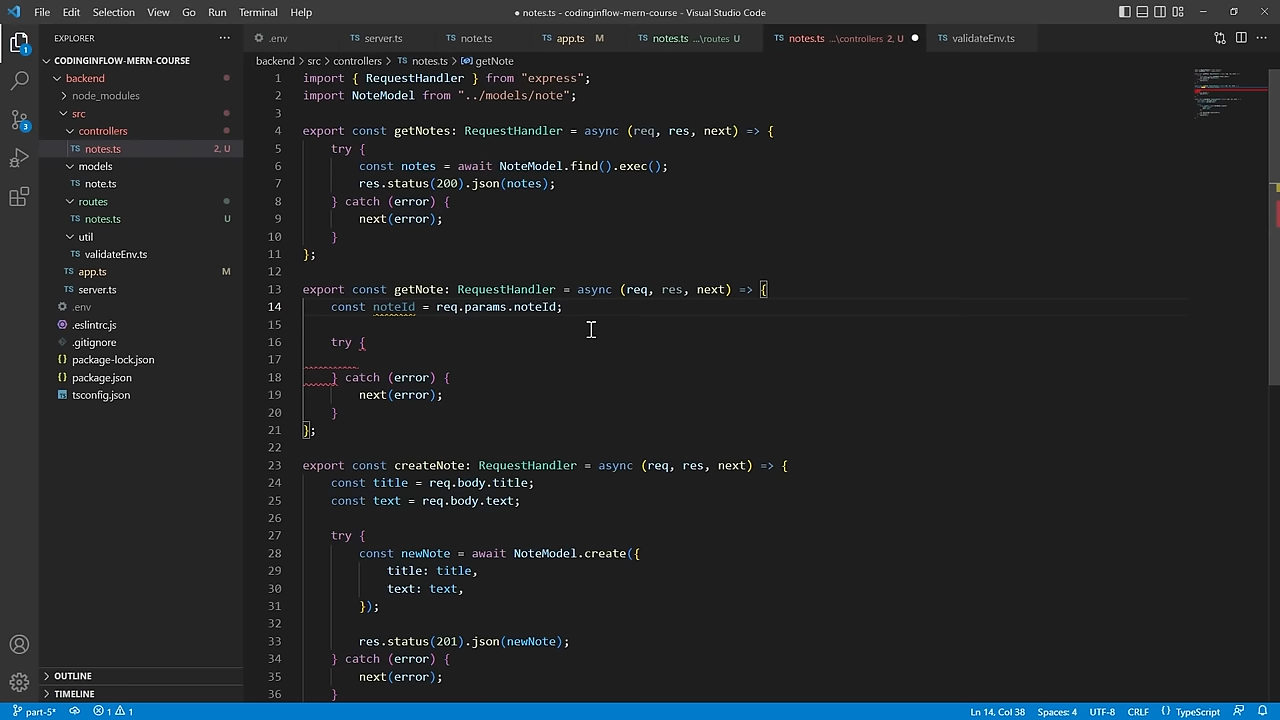 File Edit Selection View Go Run Terminal Help
● notes.ts - codinginflow-mern-course - Visual Studio Code
EXPLORER
.env
server.ts
note.ts
app.ts M
notes.ts ...\routes U
notes.ts ...\controllers 2, U
validateEnv.ts
backend > src > controllers > notes.ts > getNote
CODINGINFLOW-MERN-COURSE
backend
node_modules
src
controllers
notes.ts 2, U
models
note.ts
routes
notes.ts U
util
validateEnv.ts
app.ts M
server.ts
.env
.eslintrc.js
.gitignore
package-lock.json
package.json
tsconfig.json
OUTLINE
TIMELINE
1 import { RequestHandler } from "express";
2 import NoteModel from "../models/note";
3
4 export const getNotes: RequestHandler = async (req, res, next) => {
5     try {
6         const notes = await NoteModel.find().exec();
7         res.status(200).json(notes);
8     } catch (error) {
9         next(error);
10     }
11 };
12
13 export const getNote: RequestHandler = async (req, res, next) => {
14     const noteId = req.params.noteId;
15
16     try {
17
18     } catch (error) {
19         next(error);
20     }
21 };
22
23 export const createNote: RequestHandler = async (req, res, next) => {
24     const title = req.body.title;
25     const text = req.body.text;
26
27     try {
28         const newNote = await NoteModel.create({
29             title: title,
30             text: text,
31         });
32
33         res.status(201).json(newNote);
34     } catch (error) {
35         next(error);
36     }
part-5* 1 1 Ln 14, Col 38 Spaces: 4 UTF-8 CRLF {} TypeScript